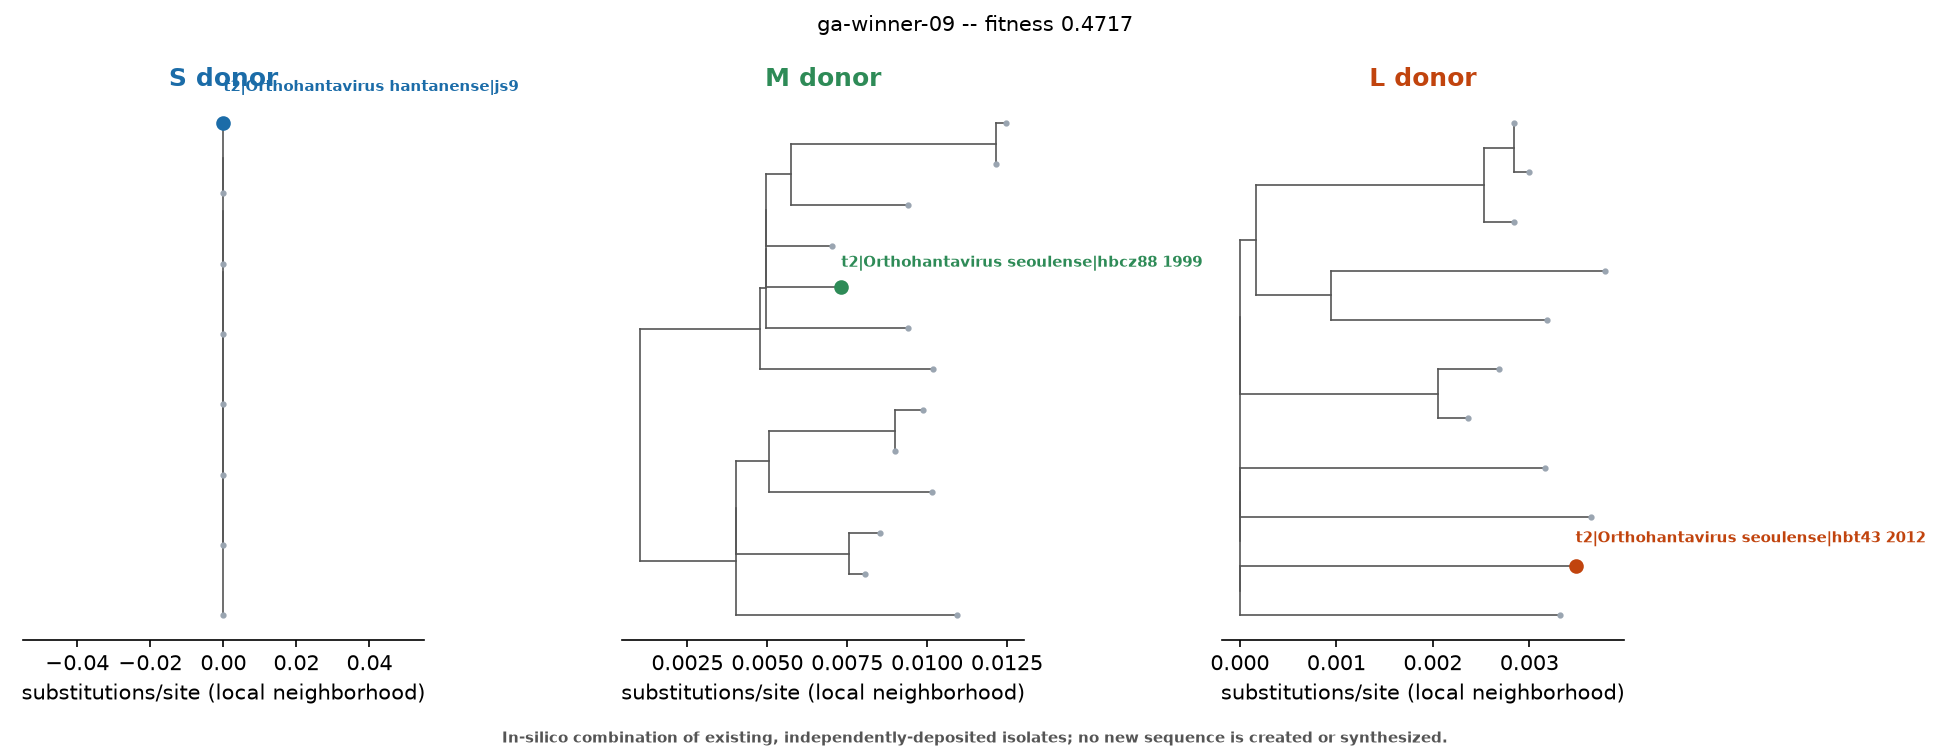 ga-winner-09 -- fitness 0.4717
S donor
t2|Orthohantavirus hantanense|js9
M donor
L donor
t2|Orthohantavirus seoulense|hbcz88 1999
t2|Orthohantavirus seoulense|hbt43 2012
−0.04 −0.02 0.00 0.02 0.04
substitutions/site (local neighborhood)
0.0025 0.0050 0.0075 0.0100 0.0125
substitutions/site (local neighborhood)
0.000 0.001 0.002 0.003
substitutions/site (local neighborhood)
In-silico combination of existing, independently-deposited isolates; no new sequence is created or synthesized.